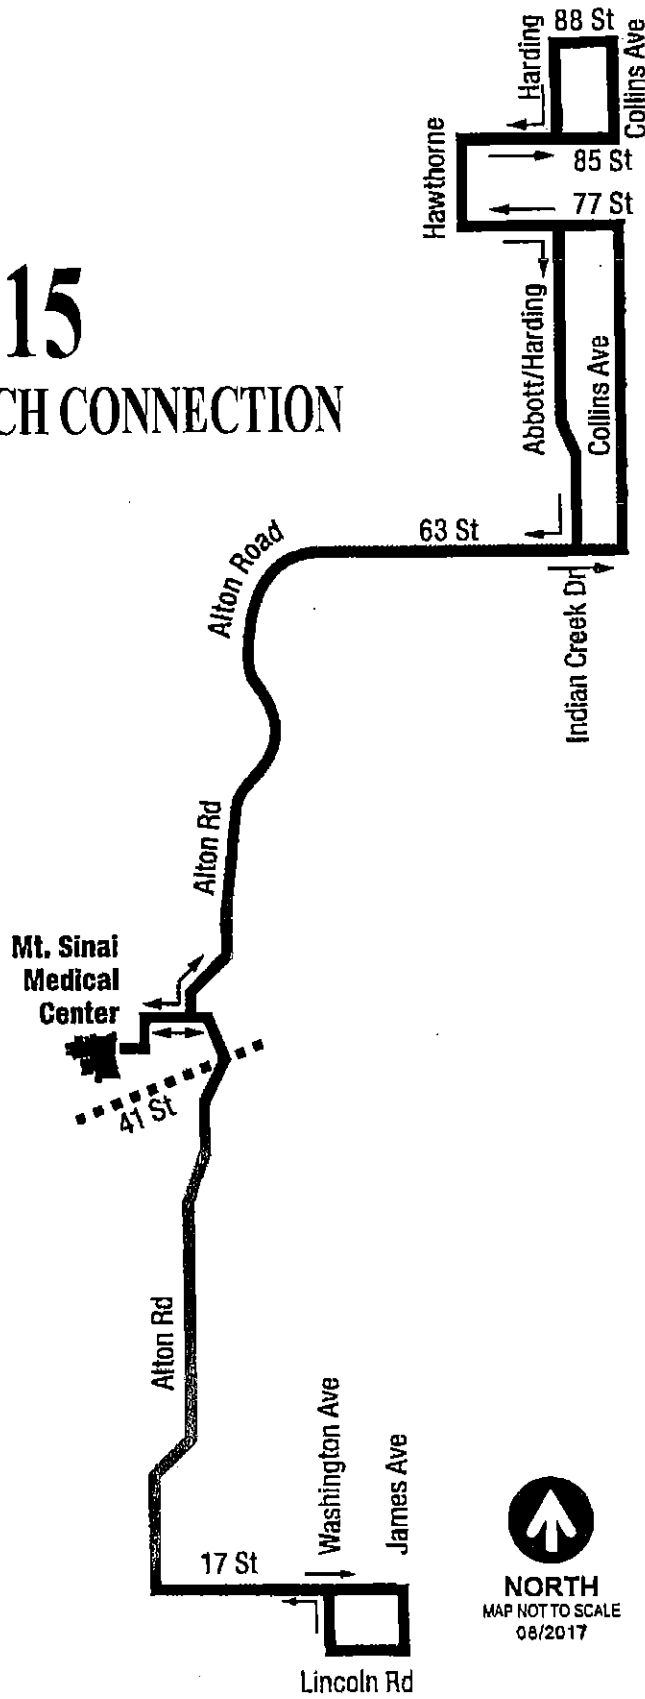 88 St
Harding
Collins Ave
Hawthorne
85 St
77 St
115
CH CONNECTION
Abbott/Harding
Collins Ave
63 St
Alton Road
Indian Creek Dr
Alton Rd
Mt. Sinai
Medical
Center
41 St
Alton Rd
Washington Ave
James Ave
17 St
Lincoln Rd
NORTH
MAP NOT TO SCALE
08/2017